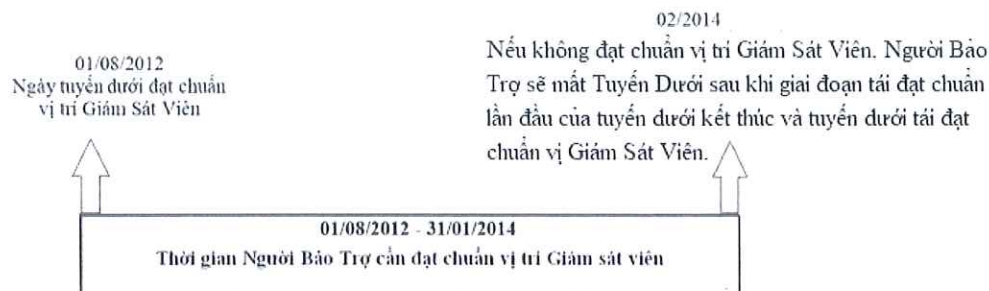 01/08/2012
Ngày tuyến dưới đạt chuẩn
vị trí Giám Sát Viên
02/2014
Nếu không đạt chuẩn vị trí Giám Sát Viên. Người Bảo
Trợ sẽ mất Tuyến Dưới sau khi giai đoạn tái đạt chuẩn
lần đầu của tuyến dưới kết thúc và tuyến dưới tái đạt
chuẩn vị Giám Sát Viên.
01/08/2012 - 31/01/2014
Thời gian Người Bảo Trợ cần đạt chuẩn vị trí Giám sát viên